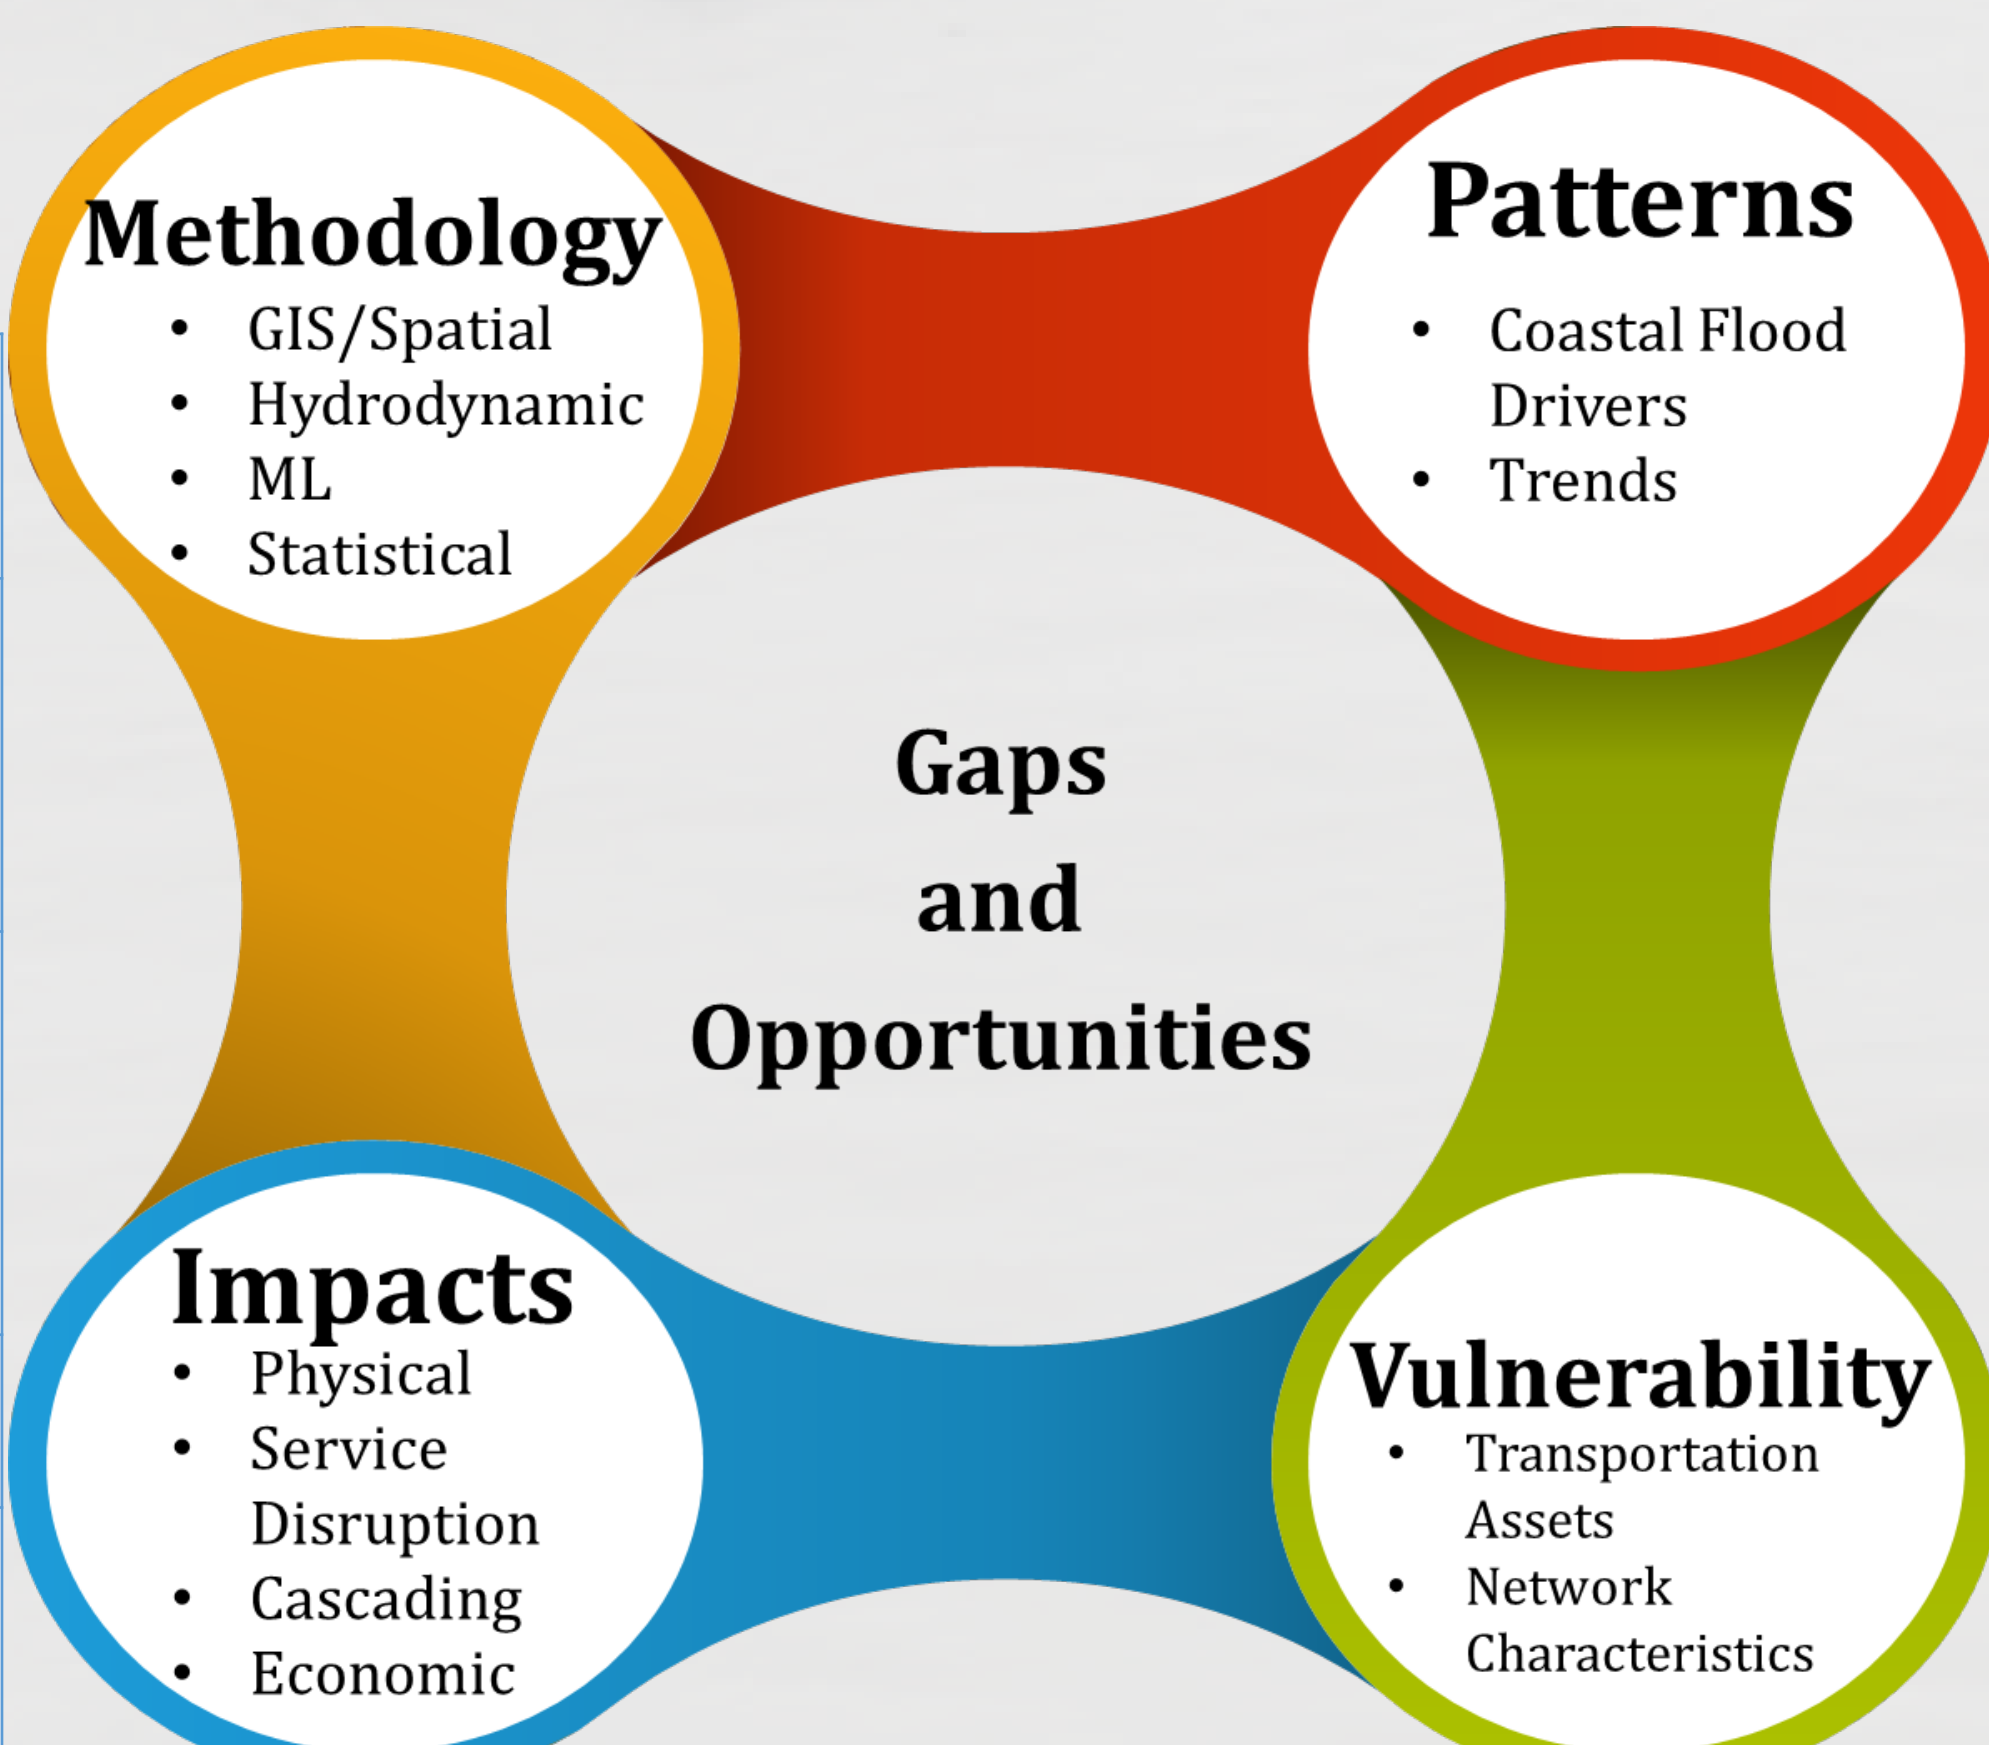 Methodology
• GIS/Spatial
• Hydrodynamic
• ML
• Statistical
Patterns
• Coastal Flood
Drivers
• Trends
Gaps
and
Opportunities
Impacts
• Physical
• Service
Disruption
• Cascading
• Economic
Vulnerability
• Transportation
Assets
• Network
Characteristics